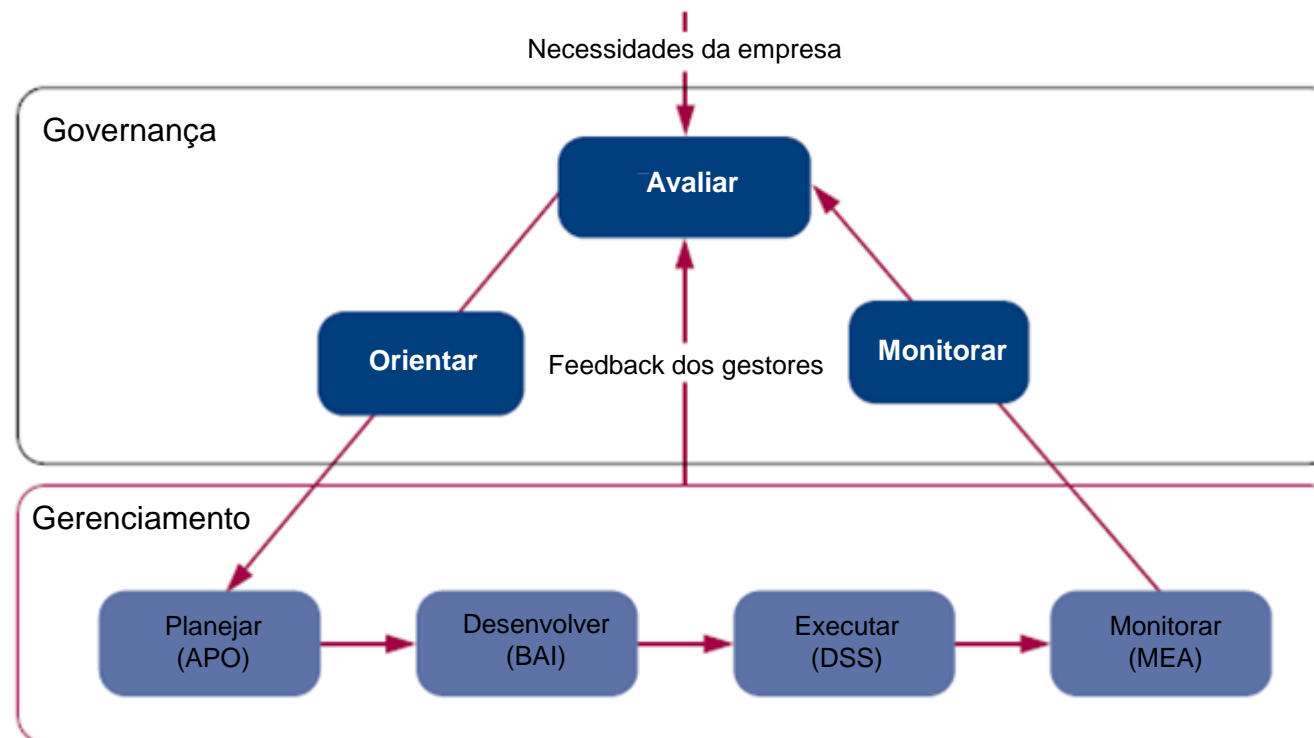 Necessidades da empresa
Governança
Avaliar
Orientar
Feedback dos gestores
Monitorar
Gerenciamento
Planejar
(APO)
Desenvolver
(BAI)
Executar
(DSS)
Monitorar
(MEA)